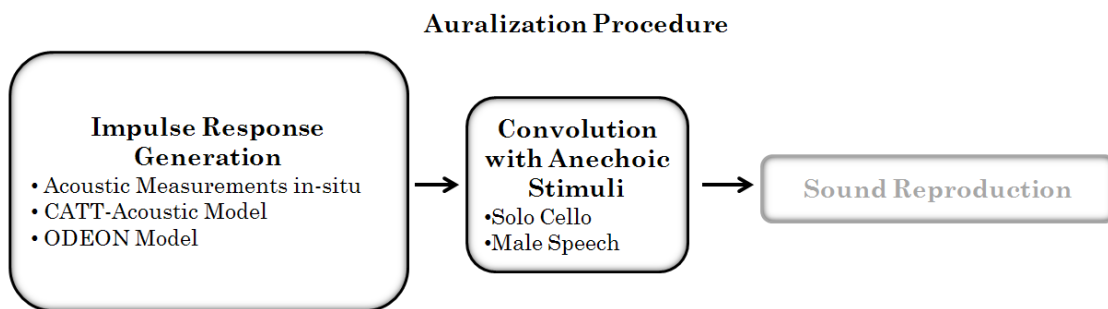 Auralization Procedure
Impulse Response
Generation
• Acoustic Measurements in-situ
• CATT-Acoustic Model
• ODEON Model
Convolution
with Anechoic
Stimuli
•Solo Cello
•Male Speech
Sound Reproduction